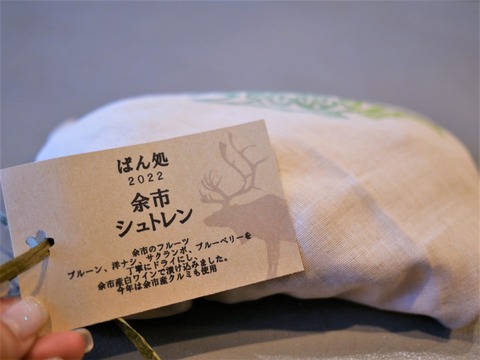 ぱん処
2022
余市
シュトレン
余市のフルーツ
プルーン、洋ナシ、サクランボ、ブルーベリーを
丁寧にドライにし、
余市産白ワインで漬け込みました。
今年は余市産クルミも使用